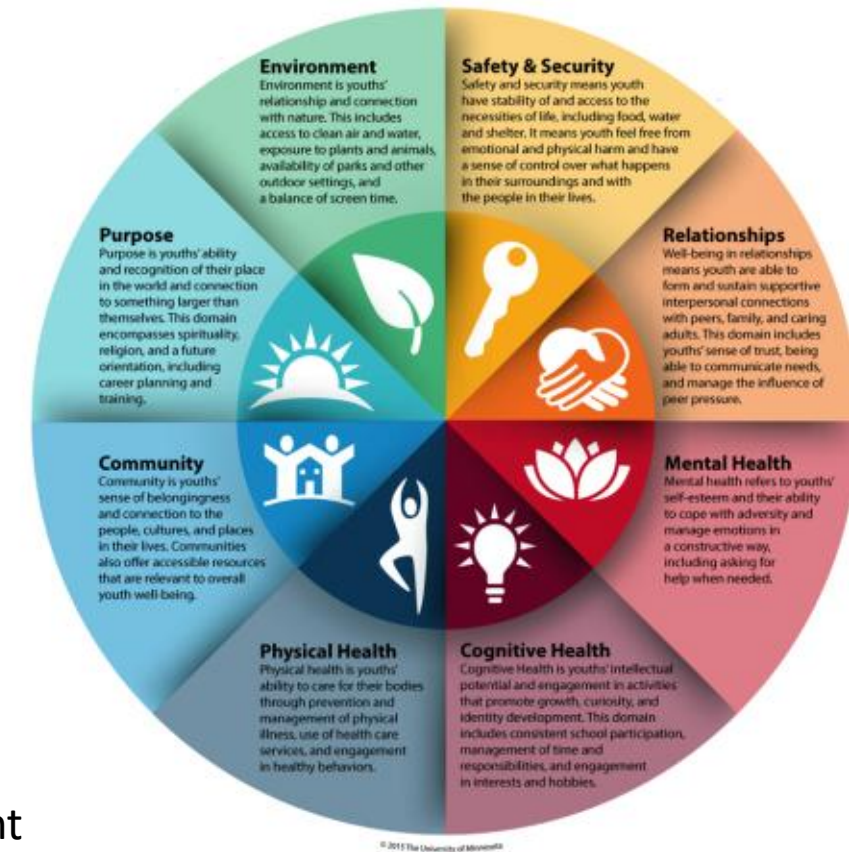 Environment
Environment is youths'
relationship and connection
with nature. This includes
access to clean air and water,
exposure to plants and animals,
availability of parks and other
outdoor settings, and
a balance of screen time.
Safety & Security
Safety and security means youth
have stability of and access to the
necessities of life, including food, water
and shelter. It means youth feel free from
emotional and physical harm and have
a sense of control over what happens
in their surroundings and with
the people in their lives.
Purpose
Purpose is youths' ability
and recognition of their place
in the world and connection
to something larger than
themselves. This domain
encompasses spirituality,
religion, and a future
orientation, including
career planning and
training.
Relationships
Well-being in relationships
means youth are able to
form and sustain supportive
interpersonal connections
with peers, family, and caring
adults. This domain includes
youths' sense of trust, being
able to communicate needs,
and manage the influence of
peer pressure.
Community
Community is youths'
sense of belongingness
and connection to the
people, cultures, and places
in their lives. Communities
also offer accessible resources
that are relevant to overall
youth well-being.
Mental Health
Mental health refers to youths'
self-esteem and their ability
to cope with adversity and
manage emotions in
a constructive way,
including asking for
help when needed.
Physical Health
Physical health is youths'
ability to care for their bodies
through prevention and
management of physical
illness, use of health care
services, and engagement
in healthy behaviors.
Cognitive Health
Cognitive Health is youths' intellectual
potential and engagement in activities
that promote growth, curiosity, and
identity development. This domain
includes consistent school participation,
management of time and
responsibilities, and engagement
in interests and hobbies.
nt
© 2015 The University of Minnesota